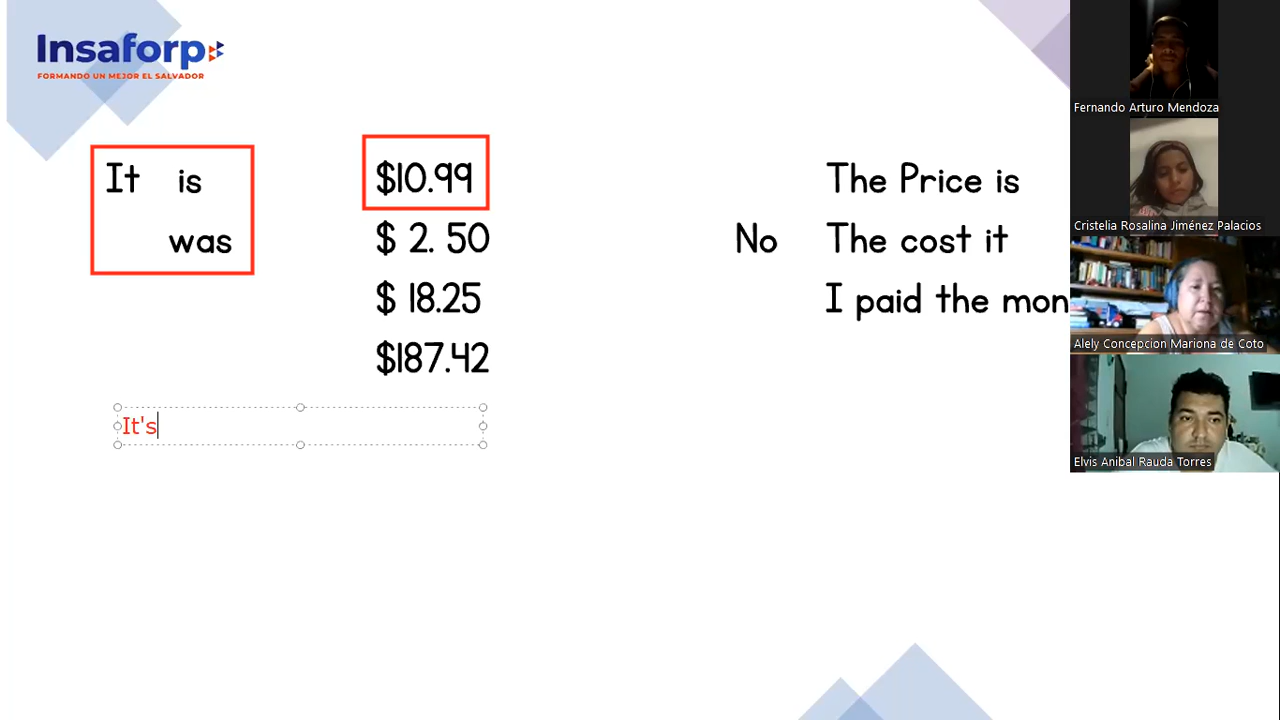 Insaforp
FORMANDO UN MEJOR EL SALVADOR
It is
was
$10.99
$ 2. 50
$ 18.25
$187.42
It's
The Price is
No The cost it
I paid the mon
Fernando Arturo Mendoza
Cristelia Rosalina Jiménez Palacios
Alely Concepcion Mariona de Coto
Elvis Anibal Rauda Torres